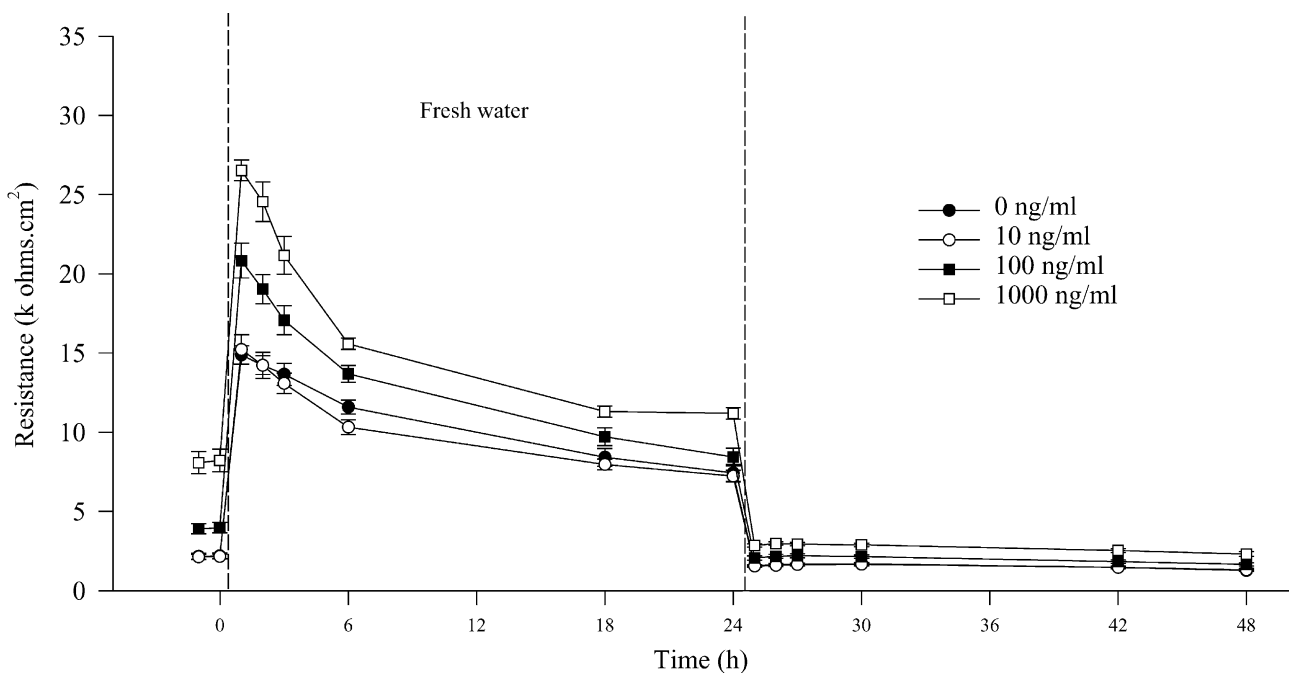 35
30
25
20
15
10
5
0
Resistance (k ohms.cm²)
Fresh water
0 ng/ml
10 ng/ml
100 ng/ml
1000 ng/ml
0 6 12 18 24 30 36 42 48
Time (h)